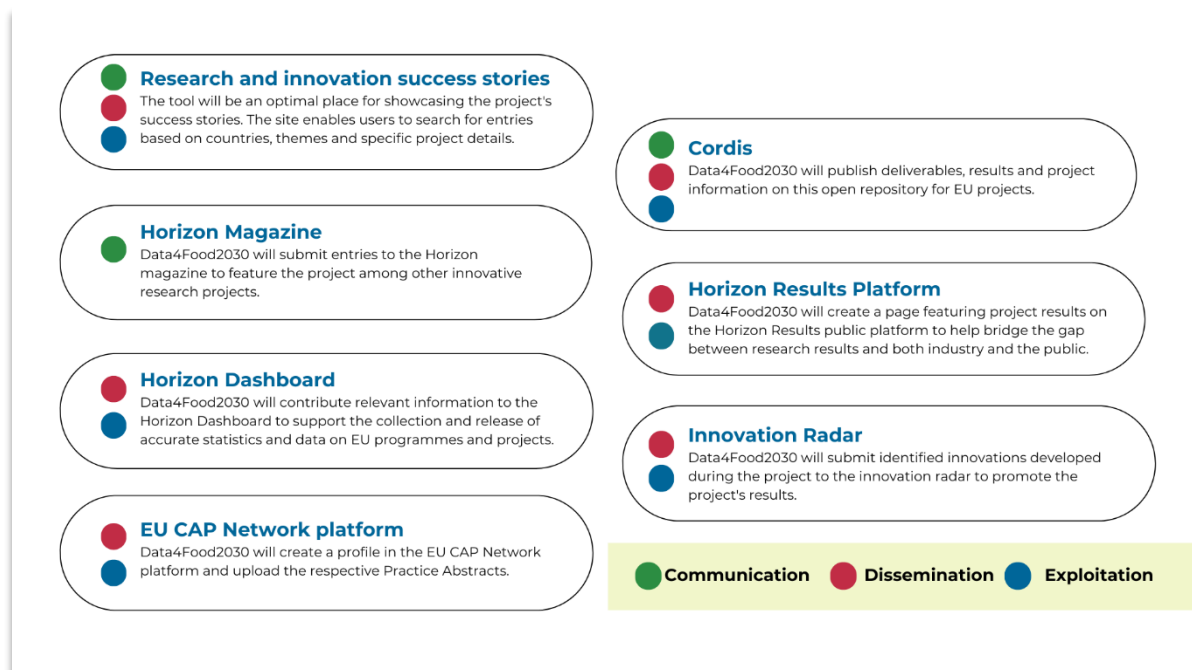 Research and innovation success stories
The tool will be an optimal place for showcasing the project's
success stories. The site enables users to search for entries
based on countries, themes and specific project details.
Horizon Magazine
Data4Food2030 will submit entries to the Horizon
magazine to feature the project among other innovative
research projects.
Horizon Dashboard
Data4Food2030 will contribute relevant information to the
Horizon Dashboard to support the collection and release of
accurate statistics and data on EU programmes and projects.
EU CAP Network platform
Data4Food2030 will create a profile in the EU CAP Network
platform and upload the respective Practice Abstracts.
Cordis
Data4Food2030 will publish deliverables, results and project
information on this open repository for EU projects.
Horizon Results Platform
Data4Food2030 will create a page featuring project results on
the Horizon Results public platform to help bridge the gap
between research results and both industry and the public.
Innovation Radar
Data4Food2030 will submit identified innovations developed
during the project to the innovation radar to promote the
project's results.
Communication Dissemination Exploitation